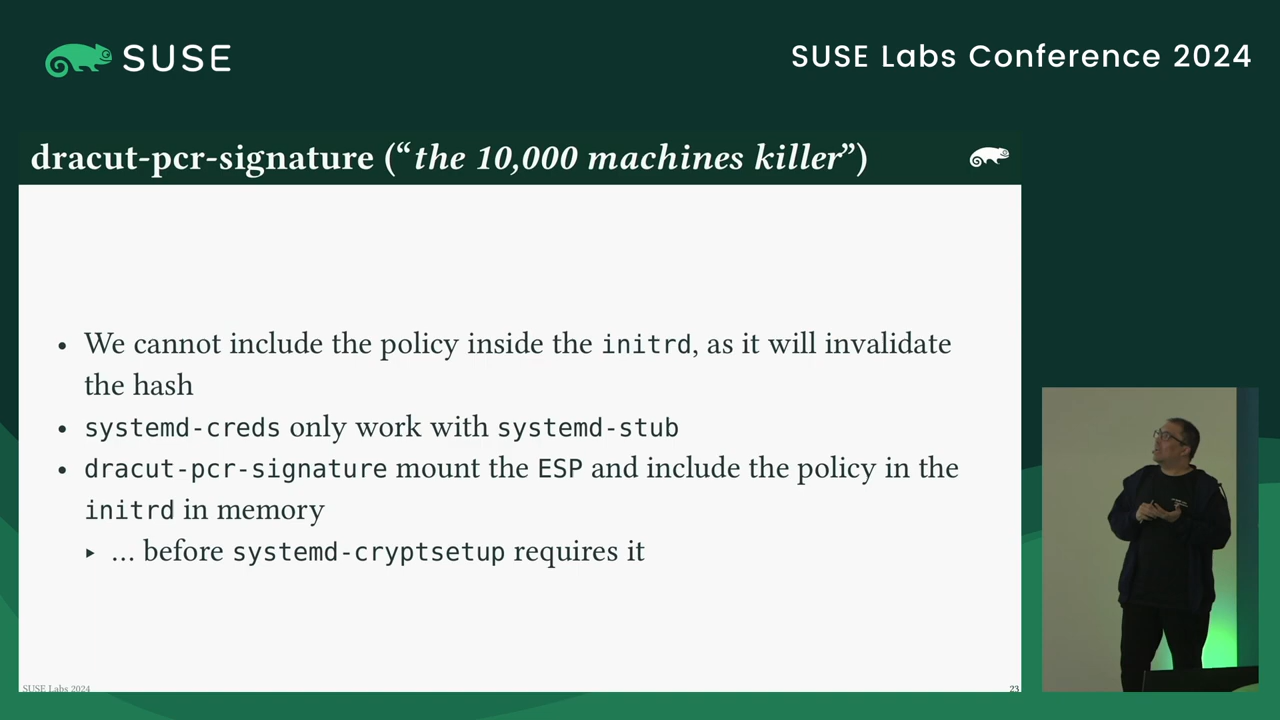 SUSE
SUSE Labs Conference 2024
dracut-pcr-signature (“the 10,000 machines killer”)
• We cannot include the policy inside the initrd, as it will invalidate
the hash
• systemd-creds only work with systemd-stub
• dracut-pcr-signature mount the ESP and include the policy in the
initrd in memory
▸ … before systemd-cryptsetup requires it
SUSE Labs 2024
23